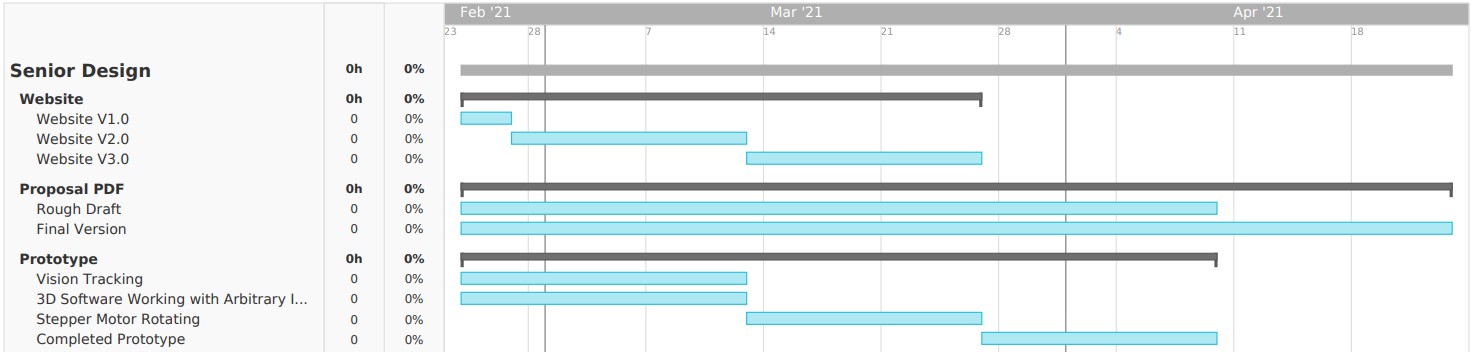 Feb '21 Mar '21 Apr '21
23 28 7 14 21 28 4 11 18
Senior Design 0h 0%
Website 0h 0%
Website V1.0 0 0%
Website V2.0 0 0%
Website V3.0 0 0%
Proposal PDF 0h 0%
Rough Draft 0 0%
Final Version 0 0%
Prototype 0h 0%
Vision Tracking 0 0%
3D Software Working with Arbitrary I... 0 0%
Stepper Motor Rotating 0 0%
Completed Prototype 0 0%